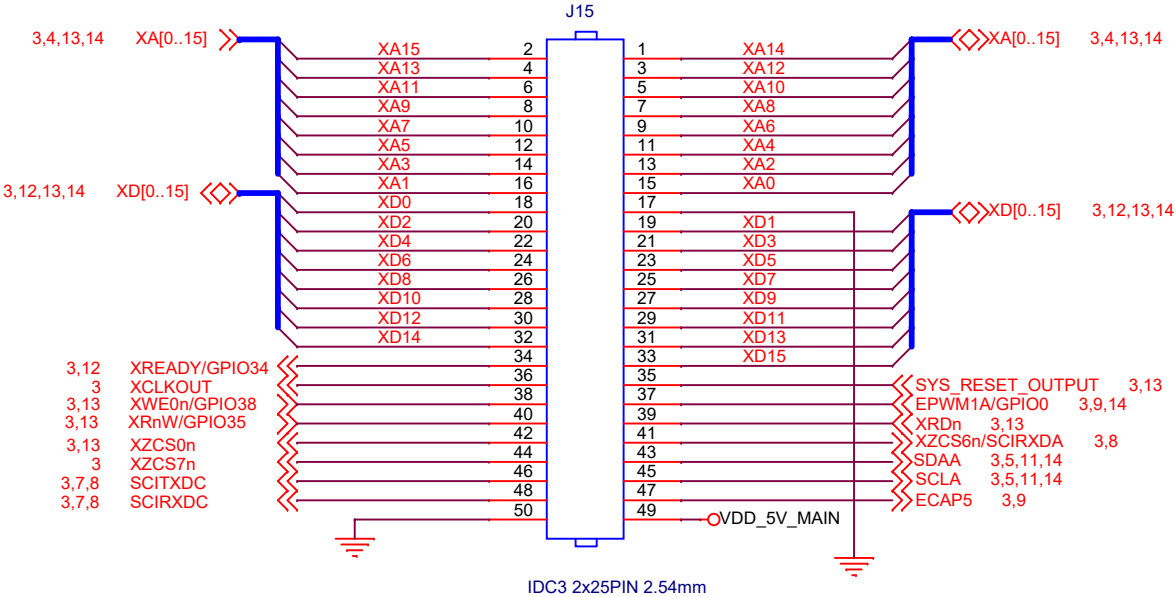 J15
3,4,13,14 XA[0..15] XA[0..15] 3,4,13,14
XA15 2 1 XA14
XA13 4 3 XA12
XA11 6 5 XA10
XA9 8 7 XA8
XA7 10 9 XA6
XA5 12 11 XA4
XA3 14 13 XA2
XA1 16 15 XA0
3,12,13,14 XD[0..15] XD[0..15] 3,12,13,14
XD0 18 17
XD2 20 19 XD1
XD4 22 21 XD3
XD6 24 23 XD5
XD8 26 25 XD7
XD10 28 27 XD9
XD12 30 29 XD11
XD14 32 31 XD13
3,12 XREADY/GPIO34 34 33 XD15
3 XCLKOUT 36 35 SYS_RESET_OUTPUT 3,13
3,13 XWE0n/GPIO38 38 37 EPWM1A/GPIO0 3,9,14
3,13 XRnW/GPIO35 40 39 XRDn 3,13
3,13 XZCS0n 42 41 XZCS6n/SCIRXDA 3,8
3 XZCS7n 44 43 SDAA 3,5,11,14
3,7,8 SCITXDC 46 45 SCLA 3,5,11,14
3,7,8 SCIRXDC 48 47 ECAP5 3,9
50 49 VDD_5V_MAIN
IDC3 2x25PIN 2.54mm